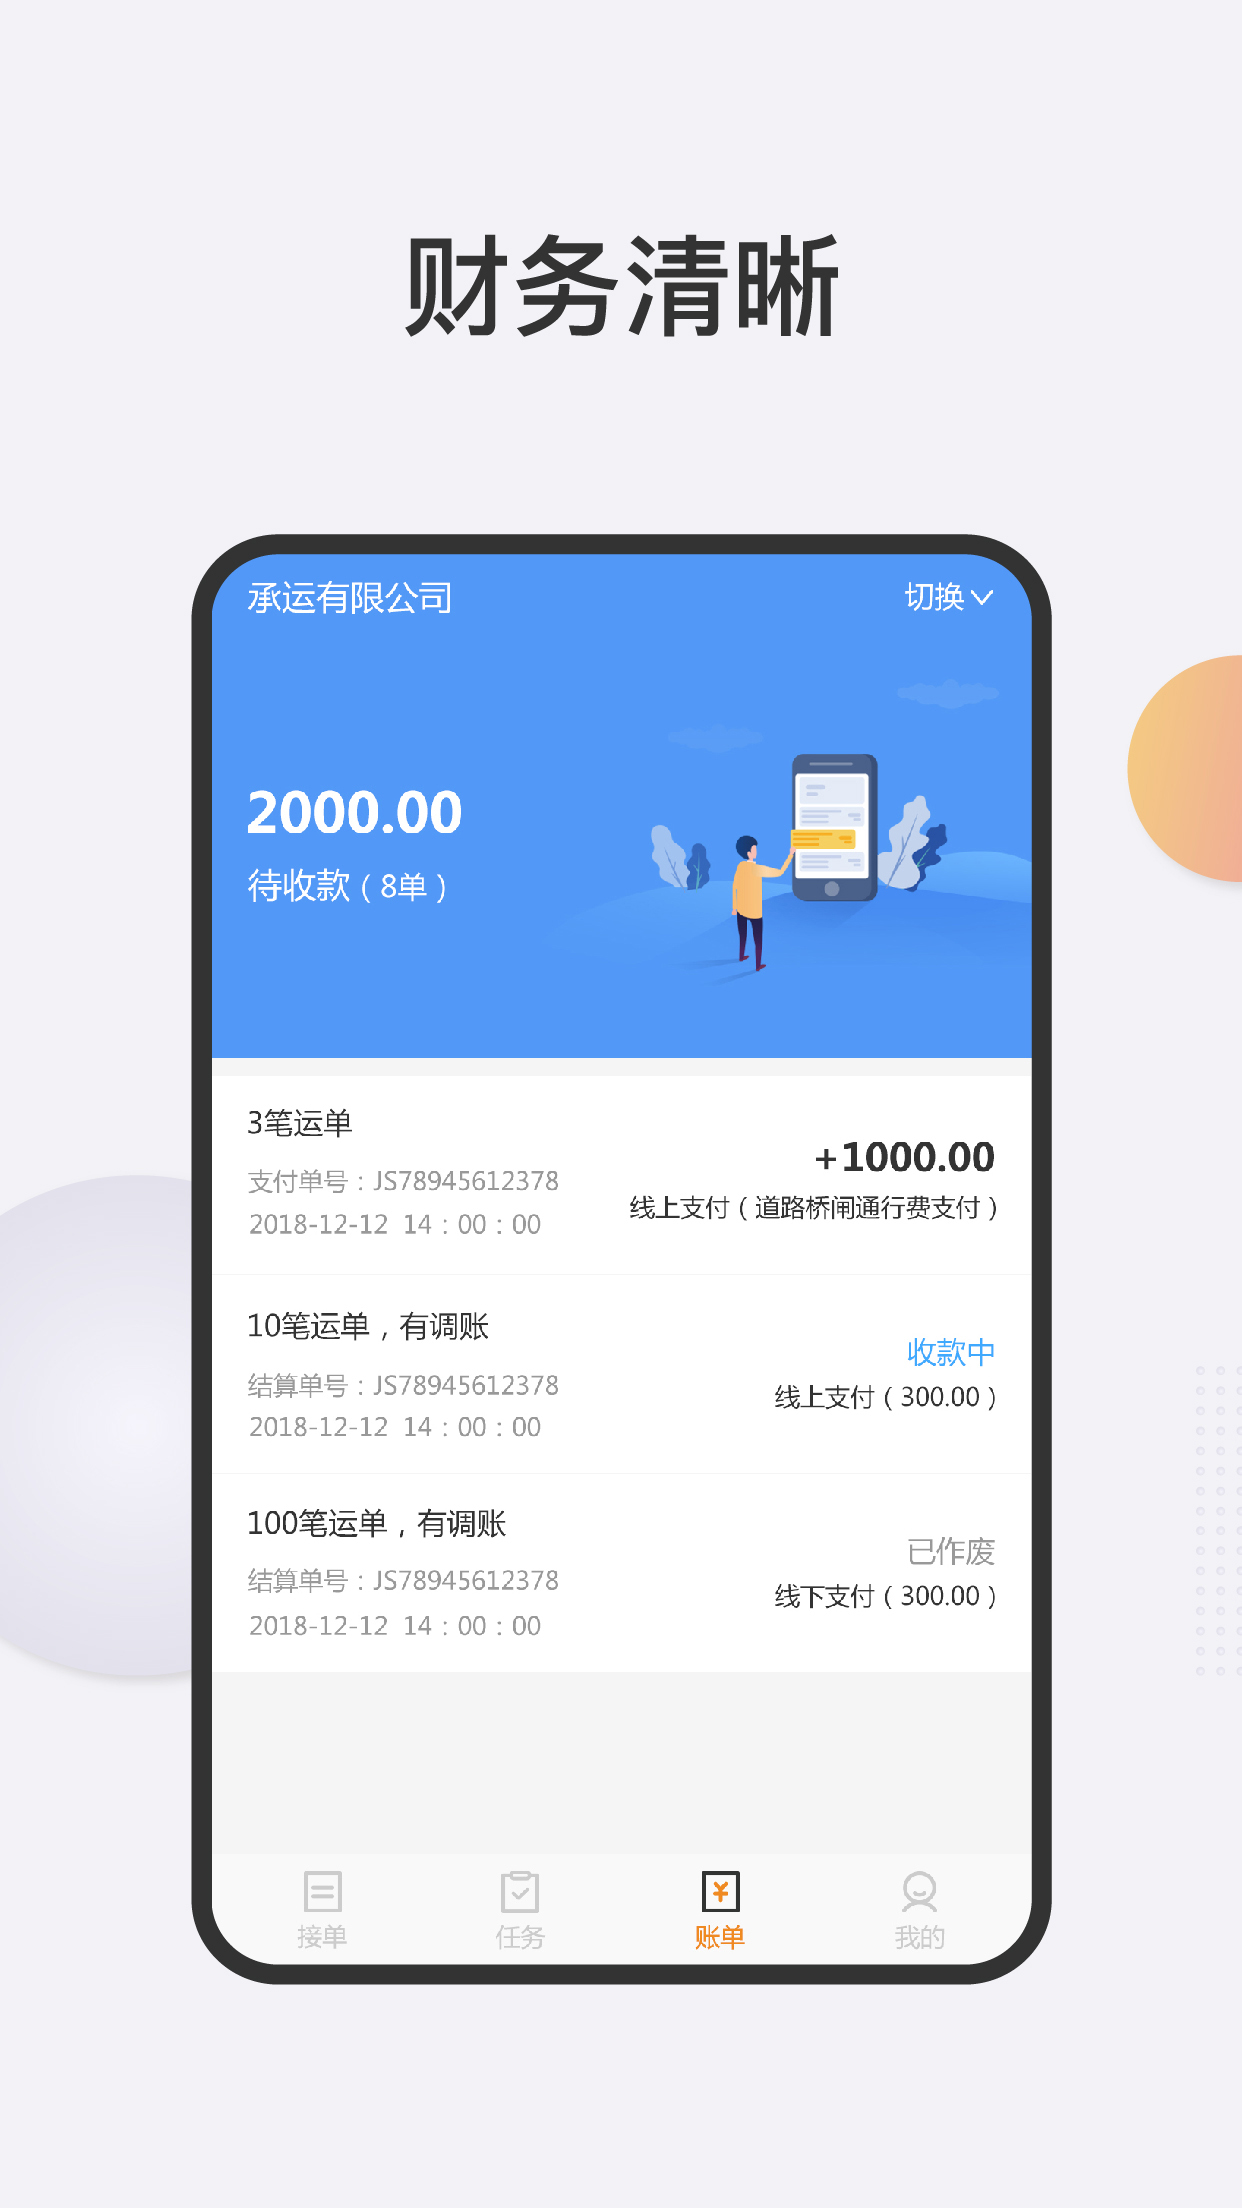 财务清晰
承运有限公司 切换
2000.00
待收款（8单）
3笔运单
+1000.00
支付单号：JS78945612378
线上支付（道路桥闸通行费支付）
2018-12-12 14：00：00
10笔运单，有调账
收款中
结算单号：JS78945612378
线上支付（300.00）
2018-12-12 14：00：00
100笔运单，有调账
已作废
结算单号：JS78945612378
线下支付（300.00）
2018-12-12 14：00：00
接单 任务 账单 我的